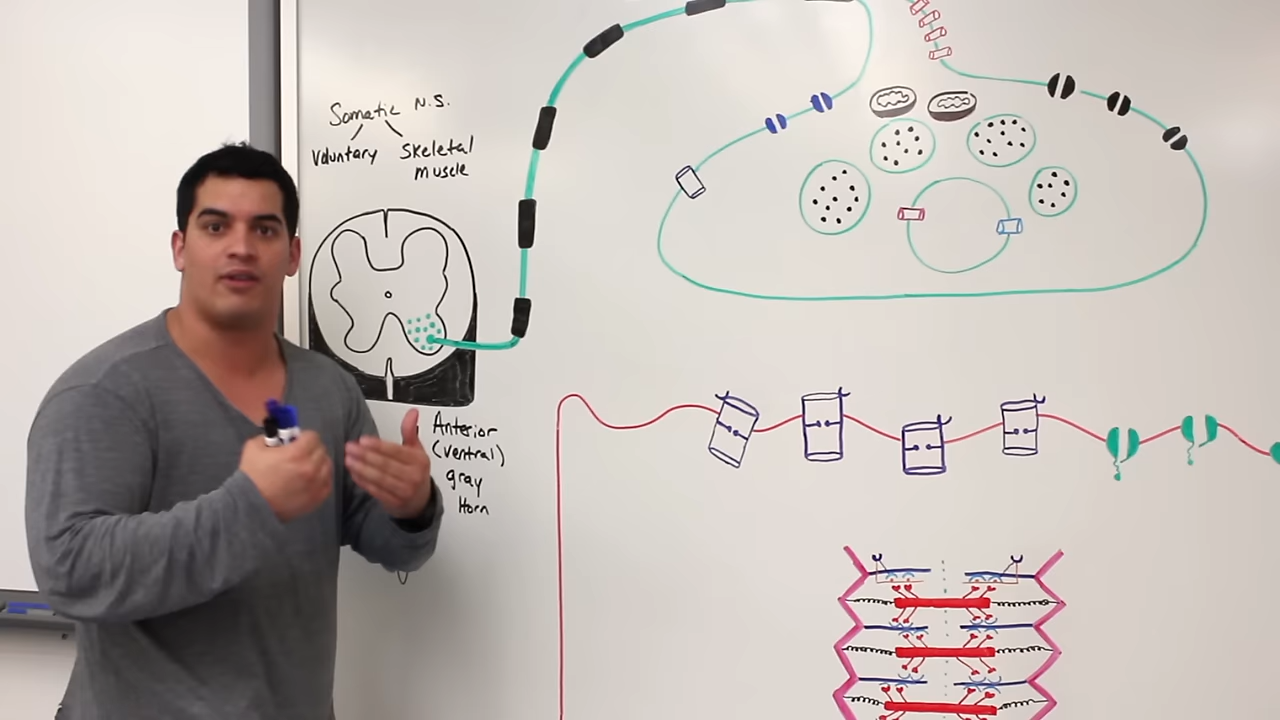 Somatic N.S.
Voluntary Skeletal
muscle
Anterior
(ventral)
gray
Horn